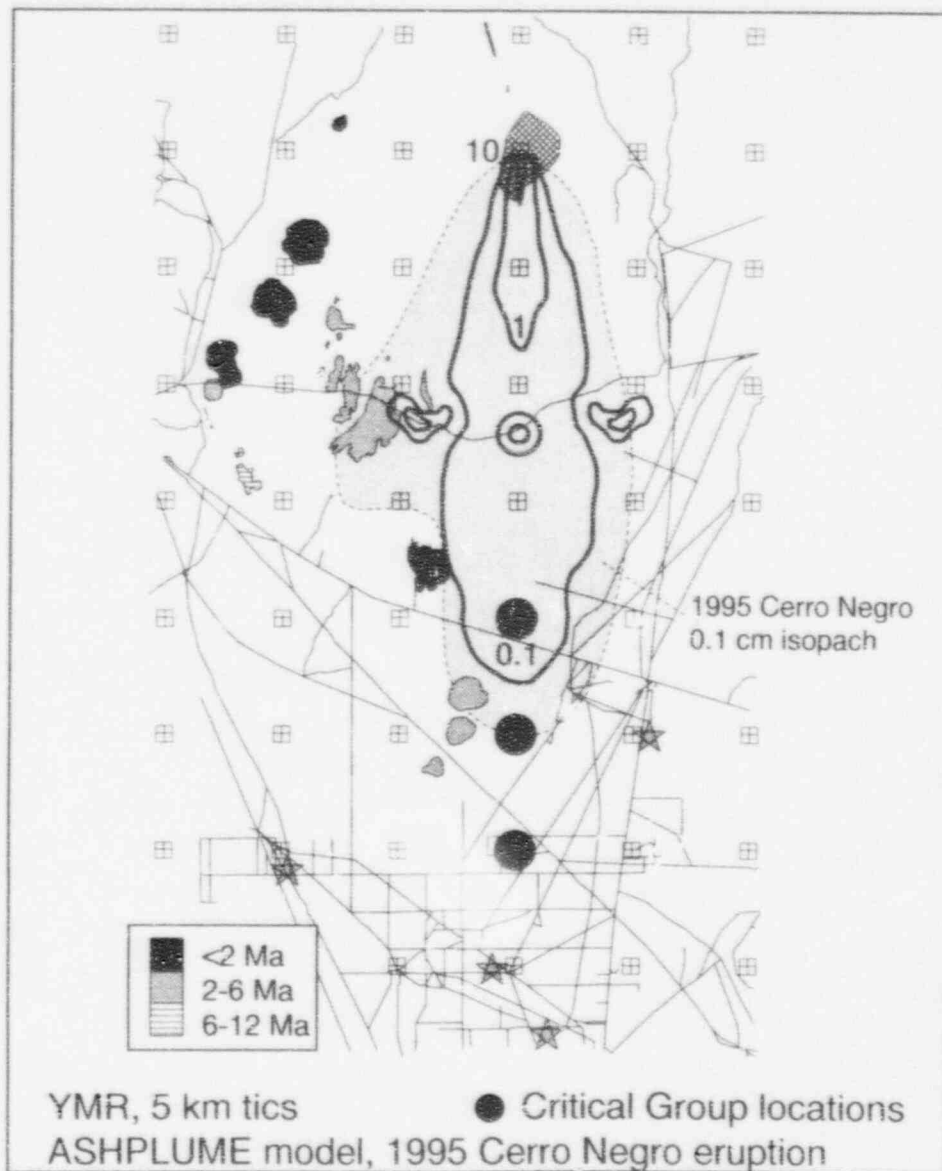 10
1
1995 Cerro Negro
0.1 cm isopach
0.1
<2 Ma
2-6 Ma
6-12 Ma
YMR, 5 km tics
Critical Group locations
ASHPLUME model, 1995 Cerro Negro eruption